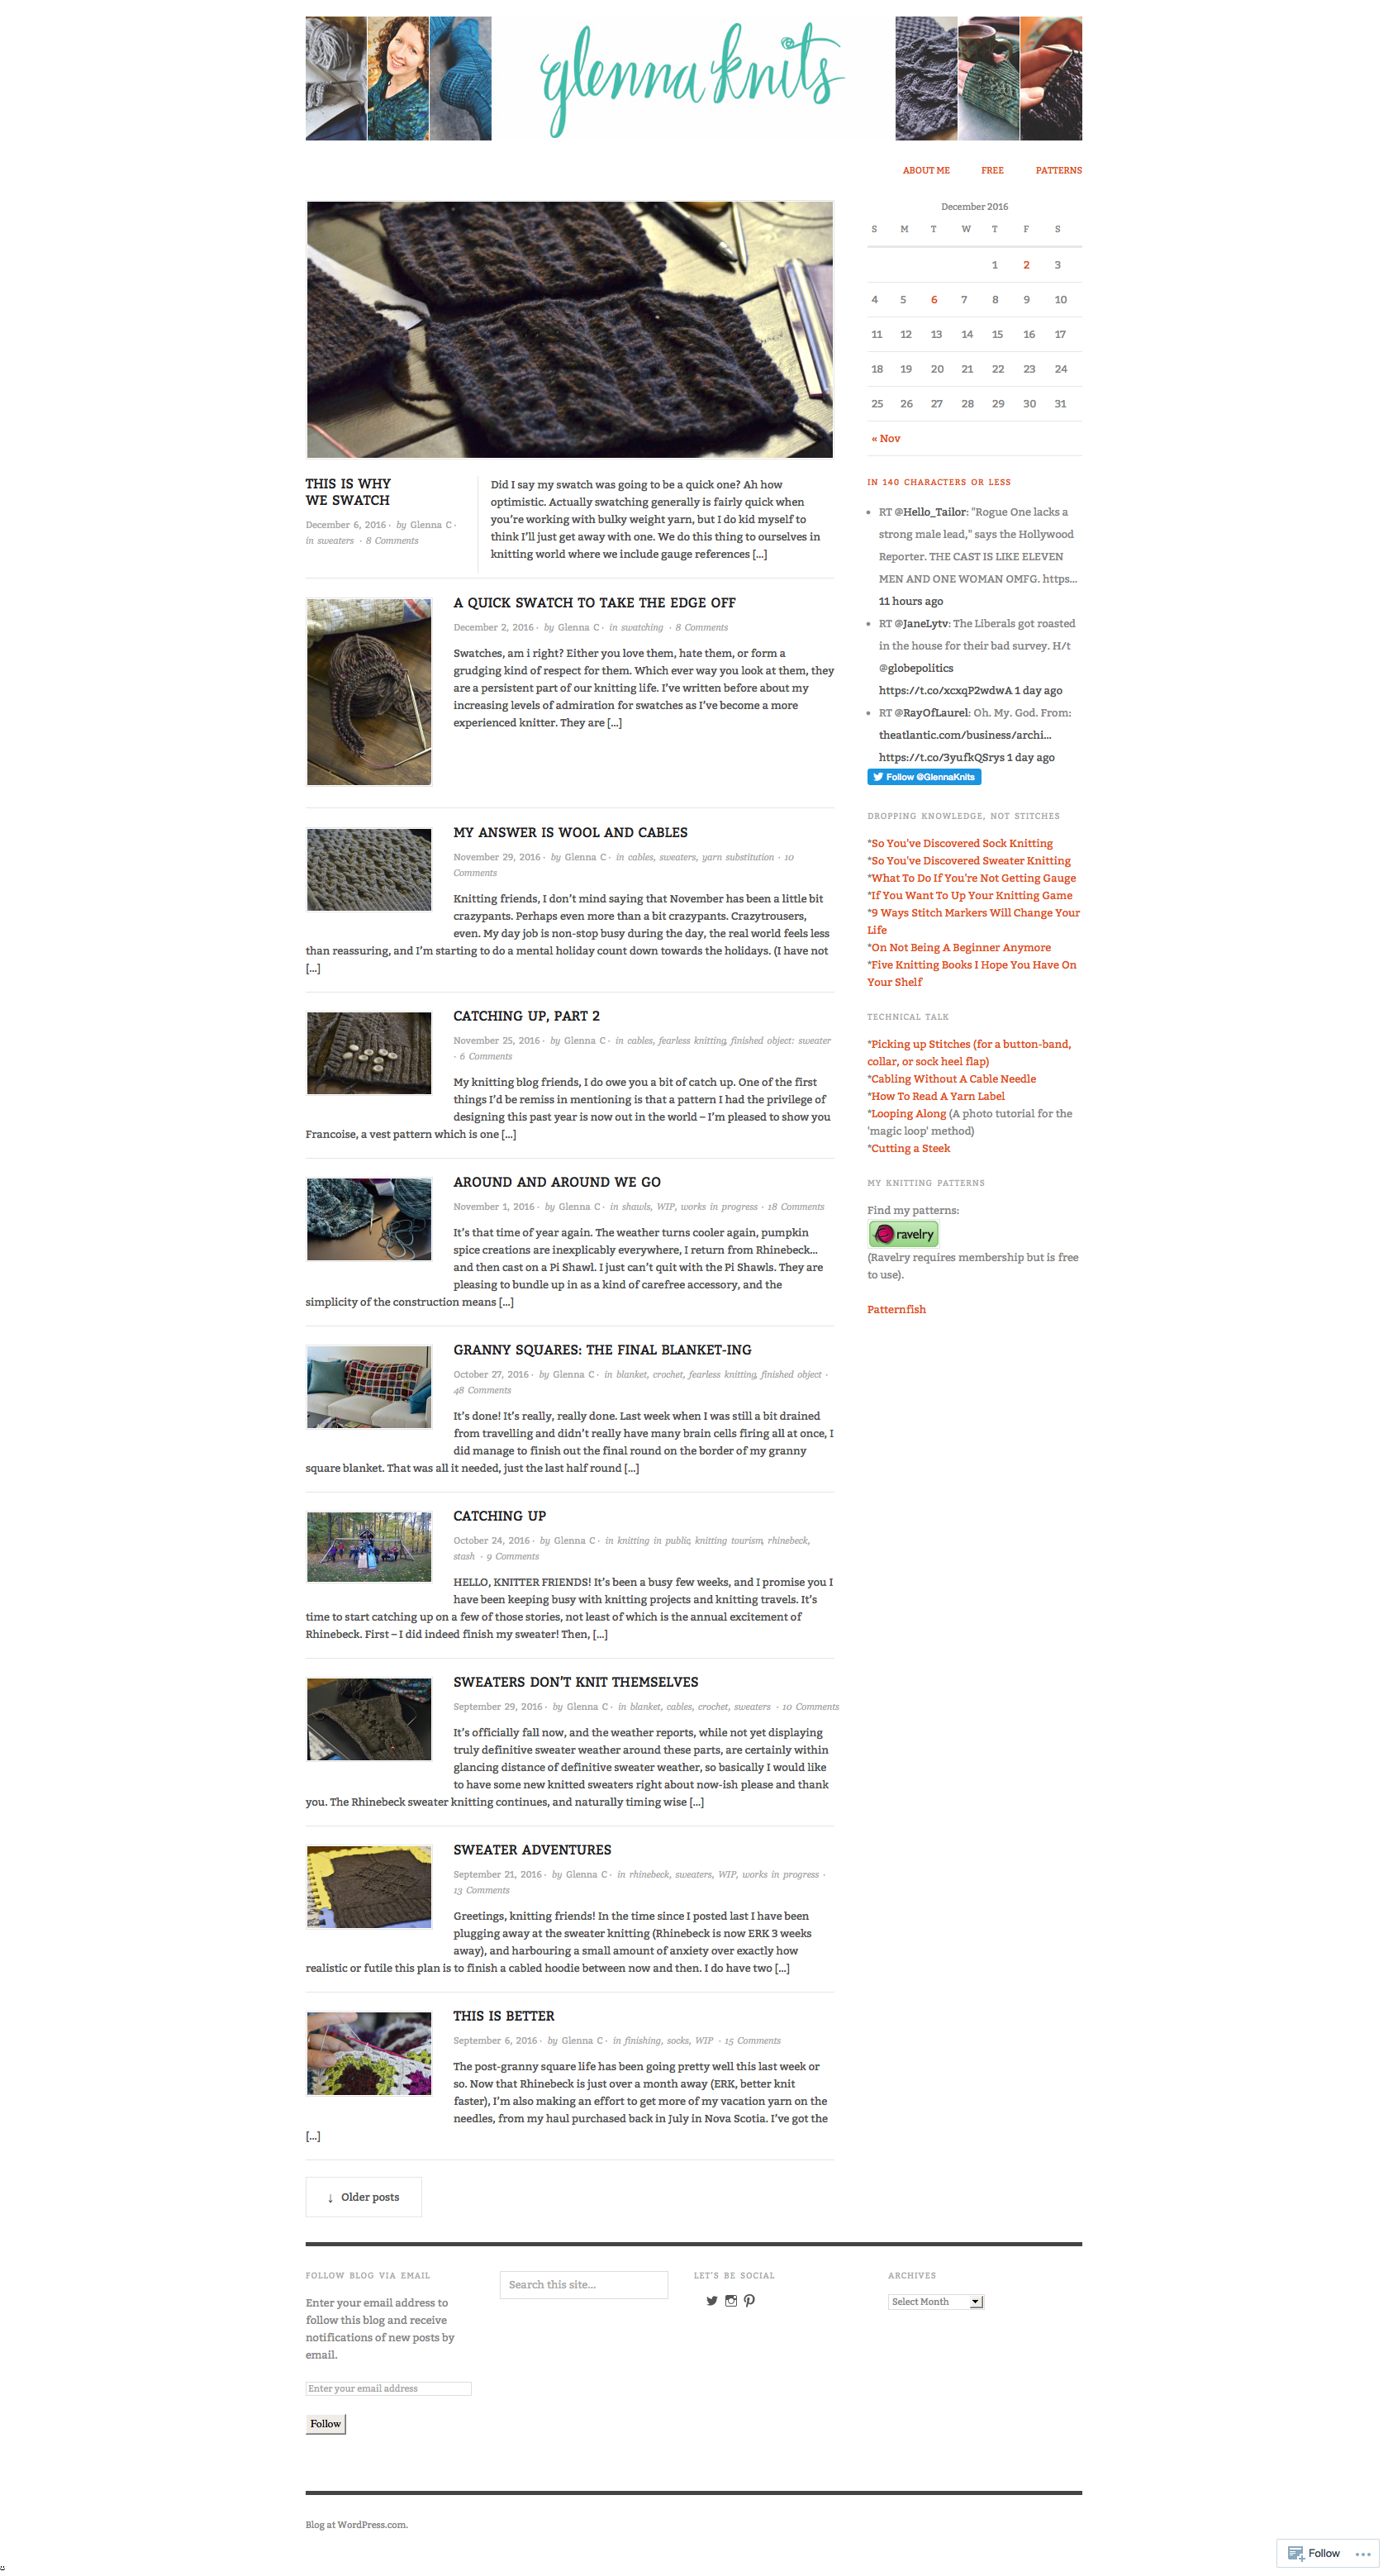 glenna knits
ABOUT ME
FREE
PATTERNS
THIS IS WHY
WE SWATCH
December 6, 2016 · by Glenna C ·
in sweaters · 8 Comments
Did I say my swatch was going to be a quick one? Ah how
optimistic. Actually swatching generally is fairly quick when
you're working with bulky weight yarn, but I do kid myself to
think I'll just get away with one. We do this thing to ourselves in
knitting world where we include gauge references [...]
A QUICK SWATCH TO TAKE THE EDGE OFF
December 2, 2016 · by Glenna C · in swatching · 8 Comments
Swatches, am i right? Either you love them, hate them, or form a
grudging kind of respect for them. Which ever way you look at them, they
are a persistent part of our knitting life. I've written before about my
increasing levels of admiration for swatches as I've become a more
experienced knitter. They are [...]
MY ANSWER IS WOOL AND CABLES
November 29, 2016 · by Glenna C · in cables, sweaters, yarn substitution · 10
Comments
Knitting friends, I don't mind saying that November has been a little bit
crazypants. Perhaps even more than a bit crazypants. Crazytrousers,
even. My day job is non-stop busy during the day, the real world feels less
than reassuring, and I'm starting to do a mental holiday count down towards the holidays. (I have not
[...]
CATCHING UP, PART 2
November 25, 2016 · by Glenna C · in cables, fearless knitting, finished object: sweater
· 6 Comments
My knitting blog friends, I do owe you a bit of catch up. One of the first
things I'd be remiss in mentioning is that a pattern I had the privilege of
designing this past year is now out in the world – I'm pleased to show you
Francoise, a vest pattern which is one [...]
AROUND AND AROUND WE GO
November 1, 2016 · by Glenna C · in shawls, WIP, works in progress · 18 Comments
It's that time of year again. The weather turns cooler again, pumpkin
spice creations are inexplicably everywhere, I return from Rhinebeck...
and then cast on a Pi Shawl. I just can't quit with the Pi Shawls. They are
pleasing to bundle up in as a kind of carefree accessory, and the
simplicity of the construction means [...]
GRANNY SQUARES: THE FINAL BLANKET-ING
October 27, 2016 · by Glenna C · in blanket, crochet, fearless knitting, finished object ·
48 Comments
It's done! It's really, really done. Last week when I was still a bit drained
from travelling and didn't really have many brain cells firing all at once, I
did manage to finish out the final round on the border of my granny
square blanket. That was all it needed, just the last half round [...]
CATCHING UP
October 24, 2016 · by Glenna C · in knitting in public, knitting tourism, rhinebeck,
stash · 9 Comments
HELLO, KNITTER FRIENDS! It's been a busy few weeks, and I promise you I
have been keeping busy with knitting projects and knitting travels. It's
time to start catching up on a few of those stories, not least of which is the annual excitement of
Rhinebeck. First – I did indeed finish my sweater! Then, [...]
SWEATERS DON'T KNIT THEMSELVES
September 29, 2016 · by Glenna C · in blanket, cables, crochet, sweaters · 10 Comments
It's officially fall now, and the weather reports, while not yet displaying
truly definitive sweater weather around these parts, are certainly within
glancing distance of definitive sweater weather, so basically I would like
to have some new knitted sweaters right about now-ish please and thank
you. The Rhinebeck sweater knitting continues, and naturally timing wise [...]
SWEATER ADVENTURES
September 21, 2016 · by Glenna C · in rhinebeck, sweaters, WIP, works in progress ·
13 Comments
Greetings, knitting friends! In the time since I posted last I have been
plugging away at the sweater knitting (Rhinebeck is now ERK 3 weeks
away), and harbouring a small amount of anxiety over exactly how
realistic or futile this plan is to finish a cabled hoodie between now and then. I do have two [...]
THIS IS BETTER
September 6, 2016 · by Glenna C · in finishing, socks, WIP · 15 Comments
The post-granny square life has been going pretty well this last week or
so. Now that Rhinebeck is just over a month away (ERK, better knit
faster), I'm also making an effort to get more of my vacation yarn on the
needles, from my haul purchased back in July in Nova Scotia. I've got the
[...]
↓ Older posts
December 2016
S M T W T F S
1 2 3
4 5 6 7 8 9 10
11 12 13 14 15 16 17
18 19 20 21 22 23 24
25 26 27 28 29 30 31
« Nov
IN 140 CHARACTERS OR LESS
RT @Hello_Tailor: "Rogue One lacks a
strong male lead," says the Hollywood
Reporter. THE CAST IS LIKE ELEVEN
MEN AND ONE WOMAN OMFG. https...
11 hours ago
RT @JaneLytv: The Liberals got roasted
in the house for their bad survey. H/t
@globepolitics
https://t.co/xcxqP2wdwA 1 day ago
RT @RayOfLaurel: Oh. My. God. From:
theatlantic.com/business/archi...
https://t.co/3yufkQSrys 1 day ago
Follow @GlennaKnits
DROPPING KNOWLEDGE, NOT STITCHES
*So You've Discovered Sock Knitting
*So You've Discovered Sweater Knitting
*What To Do If You're Not Getting Gauge
*If You Want To Up Your Knitting Game
*9 Ways Stitch Markers Will Change Your
Life
*On Not Being A Beginner Anymore
*Five Knitting Books I Hope You Have On
Your Shelf
TECHNICAL TALK
*Picking up Stitches (for a button-band,
collar, or sock heel flap)
*Cabling Without A Cable Needle
*How To Read A Yarn Label
*Looping Along (A photo tutorial for the
'magic loop' method)
*Cutting a Steek
MY KNITTING PATTERNS
Find my patterns:
ravelry
(Ravelry requires membership but is free
to use).
Patternfish
FOLLOW BLOG VIA EMAIL
Enter your email address to
follow this blog and receive
notifications of new posts by
email.
Enter your email address
Follow
Search this site...
LET'S BE SOCIAL
ARCHIVES
Select Month
Blog at WordPress.com.
Follow